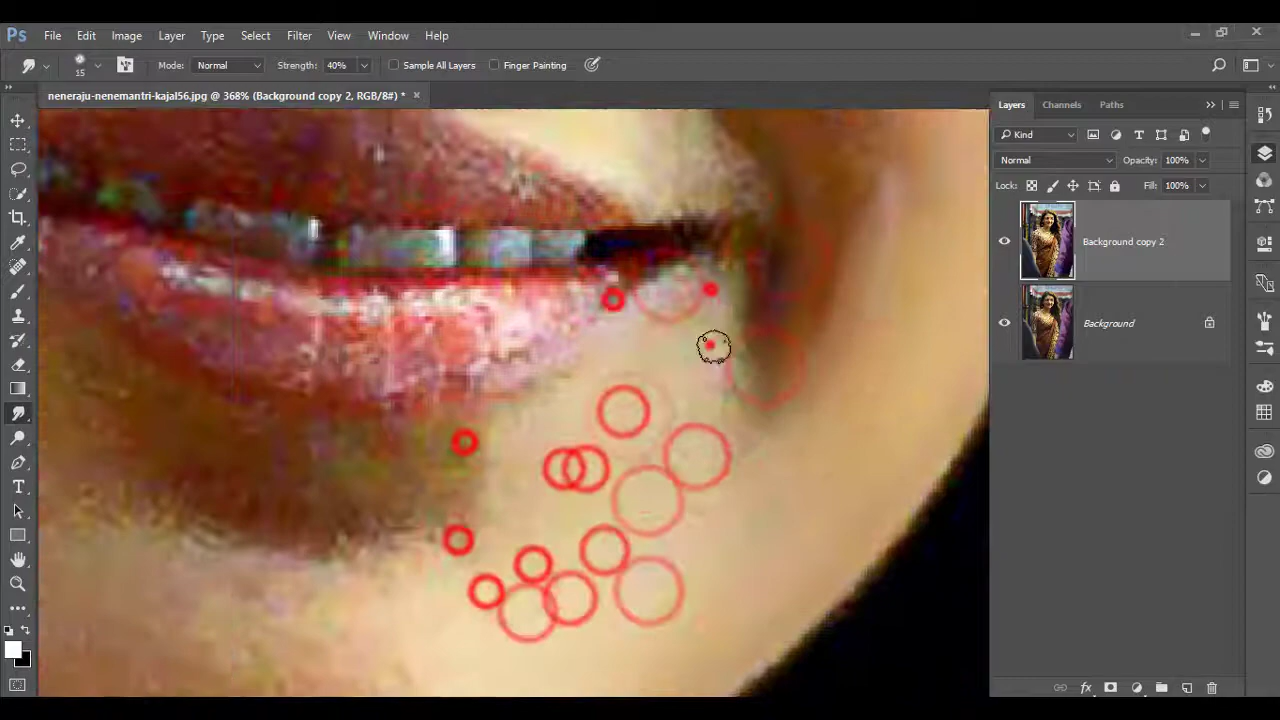 Ps File Edit Image Layer Type Select Filter View Window Help
15 Mode: Normal Strength: 40% Sample All Layers Finger Painting
neneraju-nenemantri-kajal56.jpg @ 368% (Background copy 2, RGB/8#) * ×
Layers Channels Paths
Kind
Normal Opacity: 100%
Lock: Fill: 100%
Background copy 2
Background
T
fx